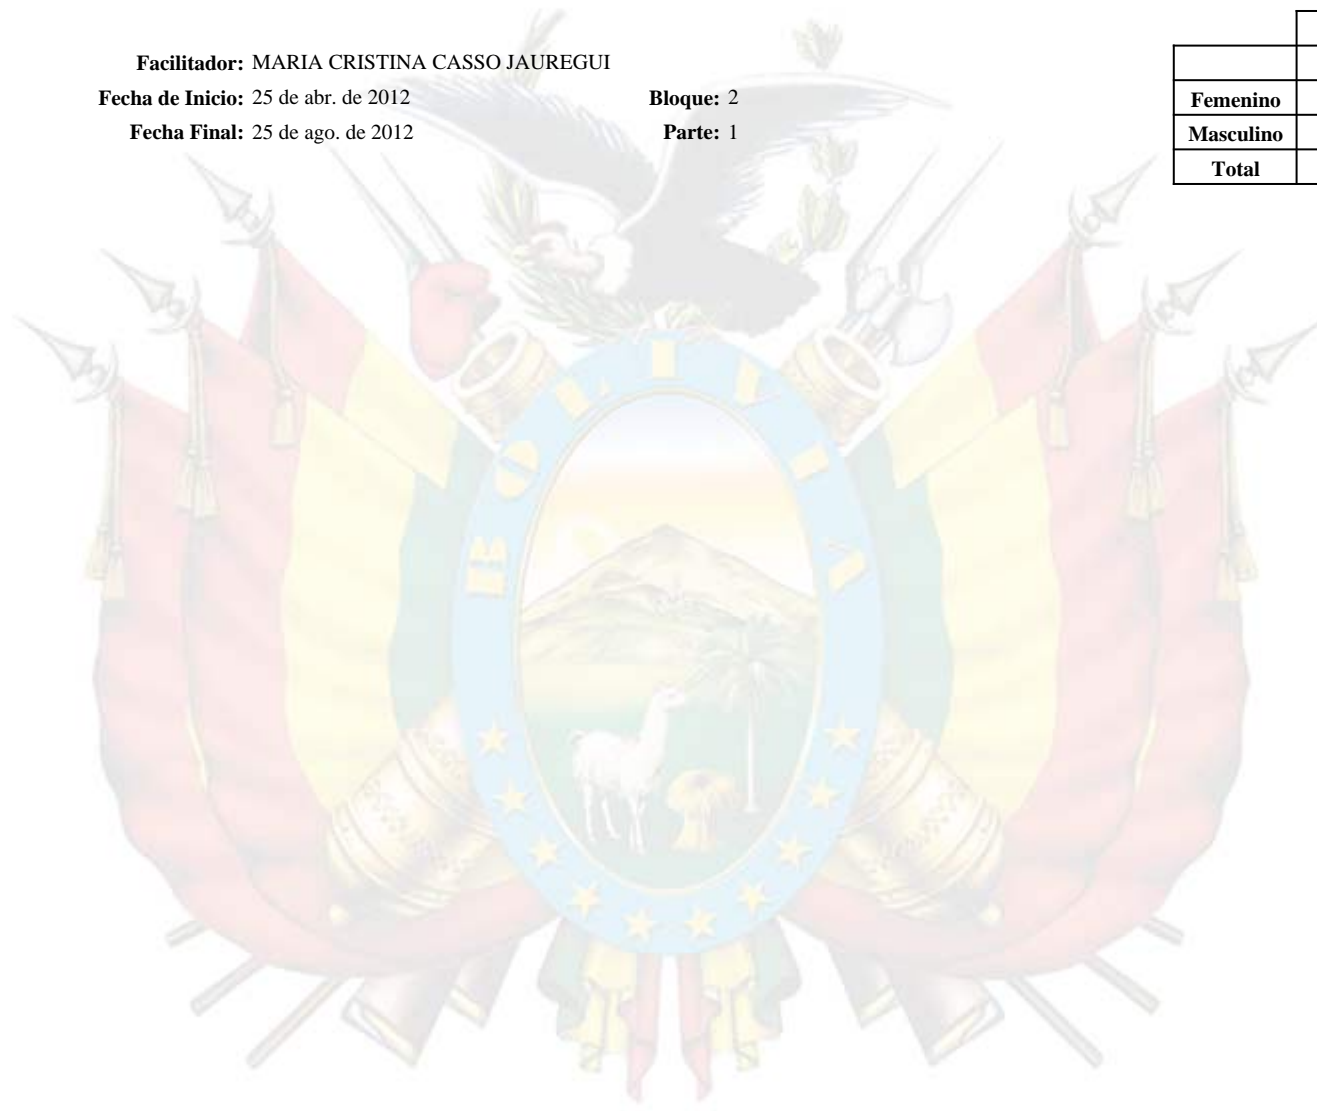 Facilitador: MARIA CRISTINA CASSO JAUREGUI
Fecha de Inicio: 25 de abr. de 2012 Bloque: 2
Fecha Final: 25 de ago. de 2012 Parte: 1
Femenino
Masculino
Total
BOLIVIA